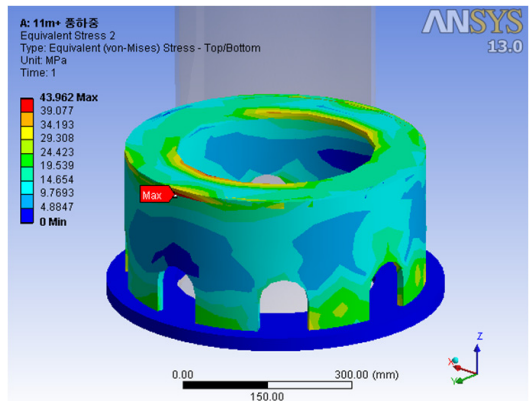 A: 11m+ 풍하중
Equivalent Stress 2
Type: Equivalent (von-Mises) Stress - Top/Bottom
Unit: MPa
Time: 1
ANSYS
13.0
43.962 Max
39.077
34.193
29.308
24.423
19.539
14.654
9.7693
4.8847
0 Min
Max
0.00
300.00 (mm)
150.00
Z
X
Y